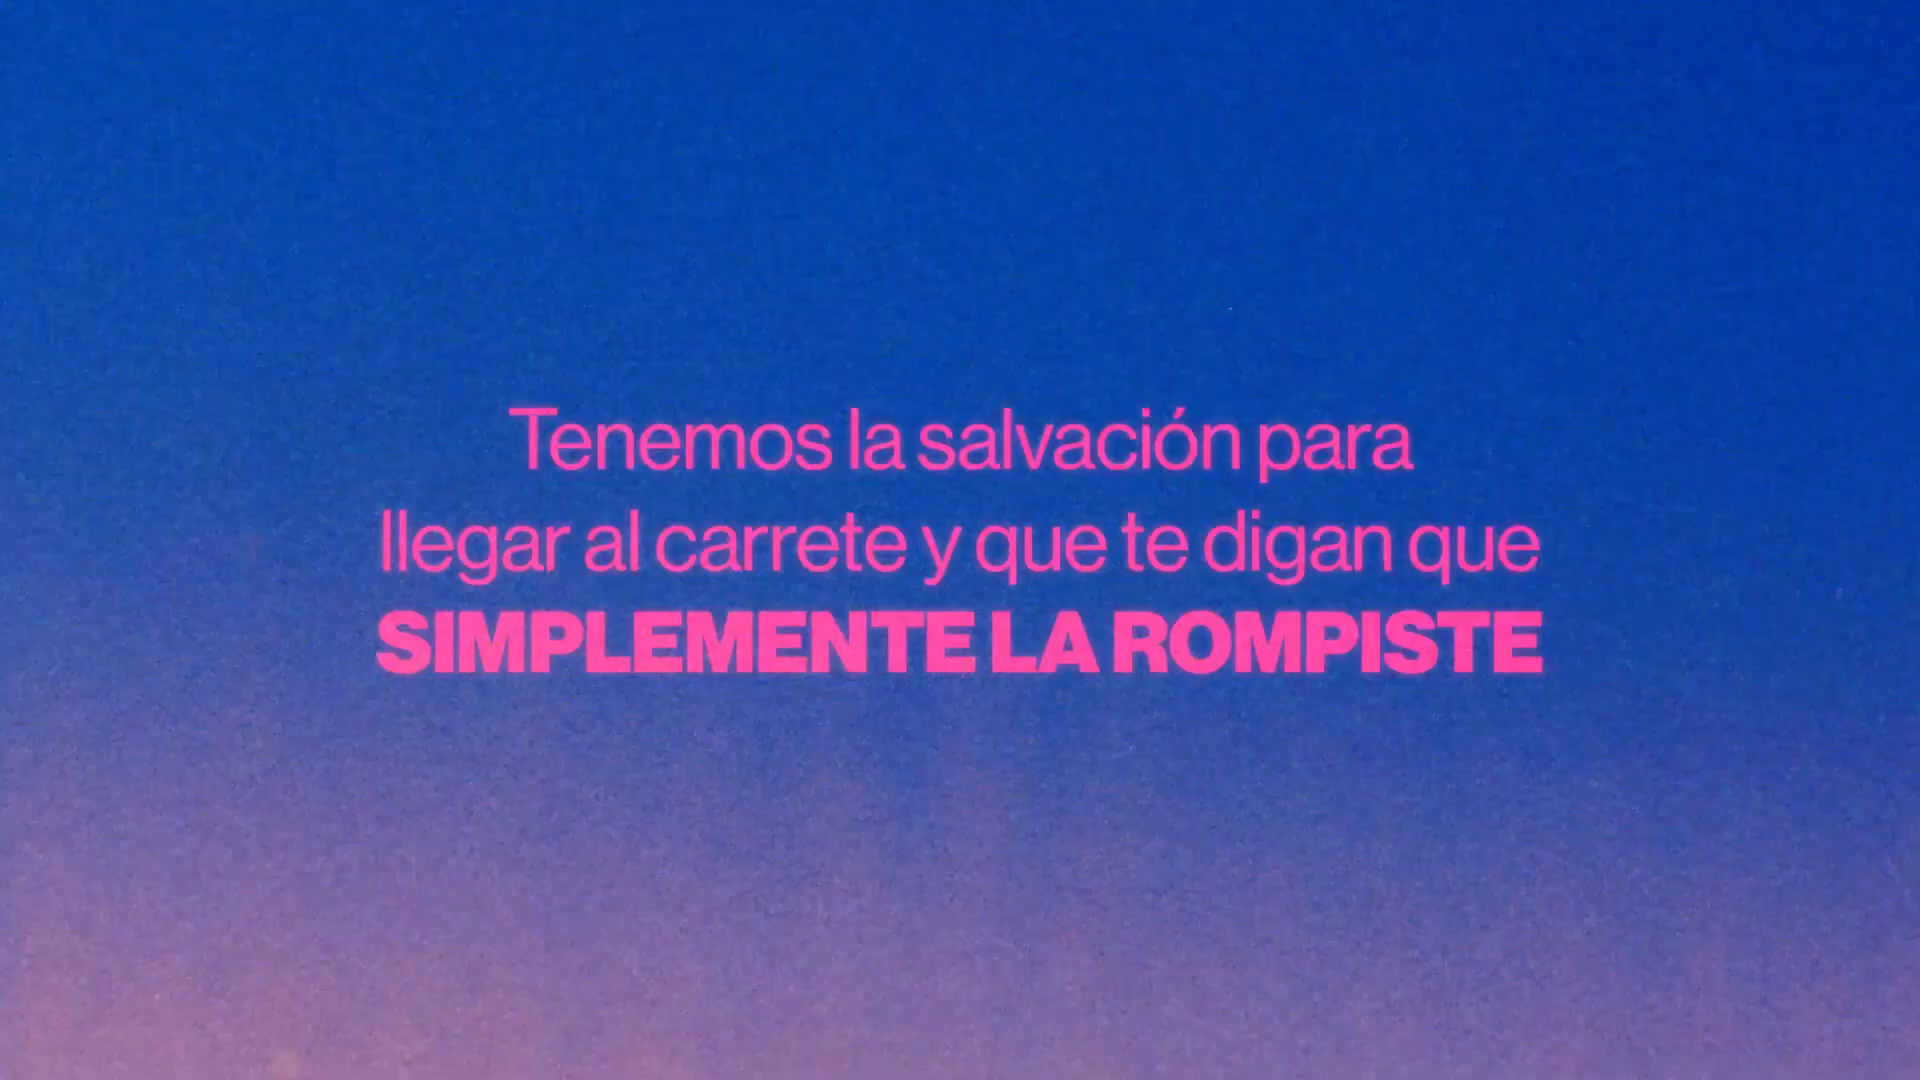 Tenemos la salvación para
llegar al carrete y que te digan que
SIMPLEMENTE LA ROMPISTE